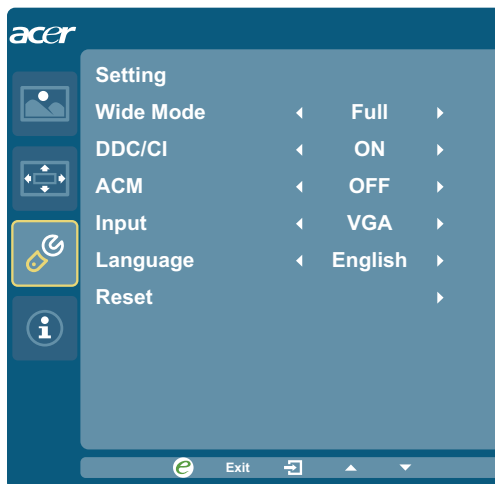 acer
Setting
Wide Mode Full
DDC/CI ON
ACM OFF
Input VGA
Language English
Reset
e Exit